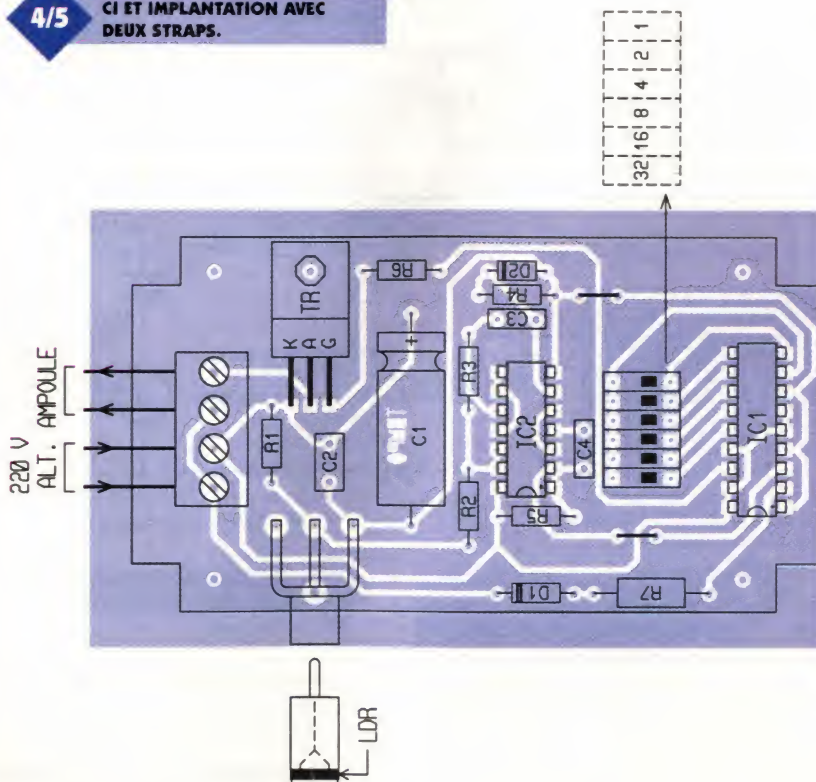 4/5
CI ET IMPLANTATION AVEC
DEUX STRAPS.
1
2
4
8
16
32
220 V
ALT. AMPOULE
TR
K
A
G
R6
R1
C2
+
C1
D2
R4
C3
R3
IC2
R2
C4
R5
IC1
D1
R7
LDR